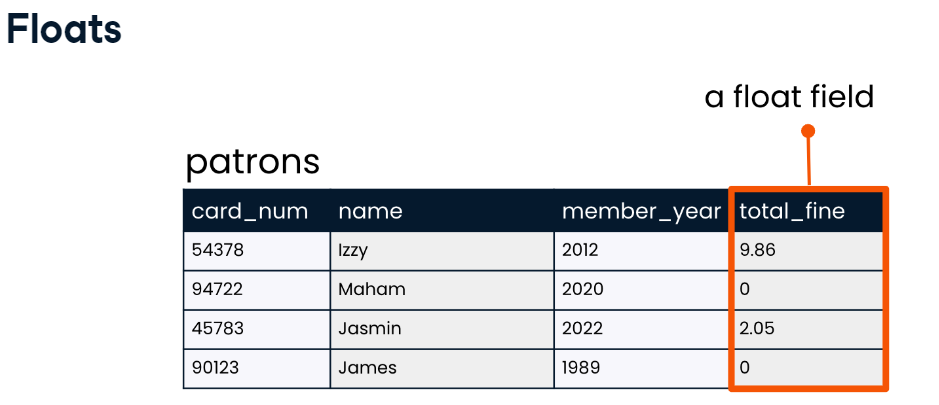 Floats
a float field
patrons
card_num name member_year total_fine
54378 Izzy 2012 9.86
94722 Maham 2020 0
45783 Jasmin 2022 2.05
90123 James 1989 0